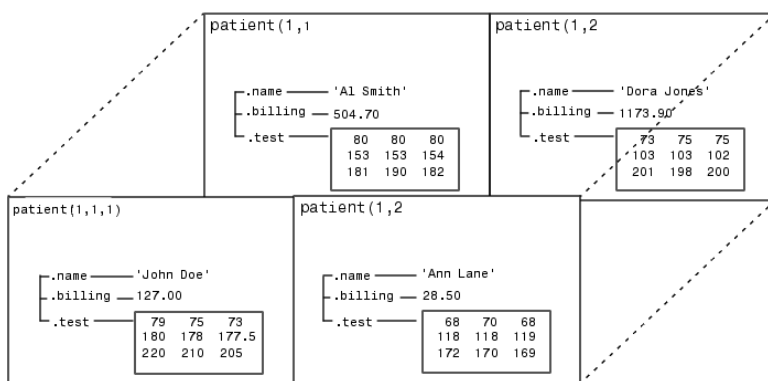 patient(1,1
.name 'Al Smith'
.billing 504.70
.test 80 80 80
153 153 154
181 190 182
patient(1,2
.name 'Dora Jones'
.billing 1173.90
.test 73 75 75
103 103 102
201 198 200
patient(1,1,1)
.name 'John Doe'
.billing 127.00
.test 79 75 73
180 178 177.5
220 210 205
patient(1,2
.name 'Ann Lane'
.billing 28.50
.test 68 70 68
118 118 119
172 170 169